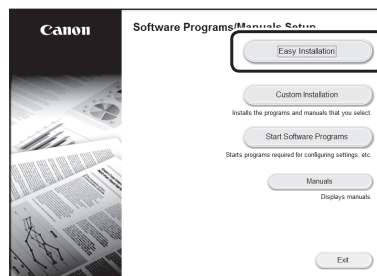 Canon
Software Programs/Manuals Setup
Easy Installation
Custom Installation
Installs the programs and manuals that you select.
Start Software Programs
Starts programs required for configuring settings, etc.
Manuals
Displays manuals.
Exit